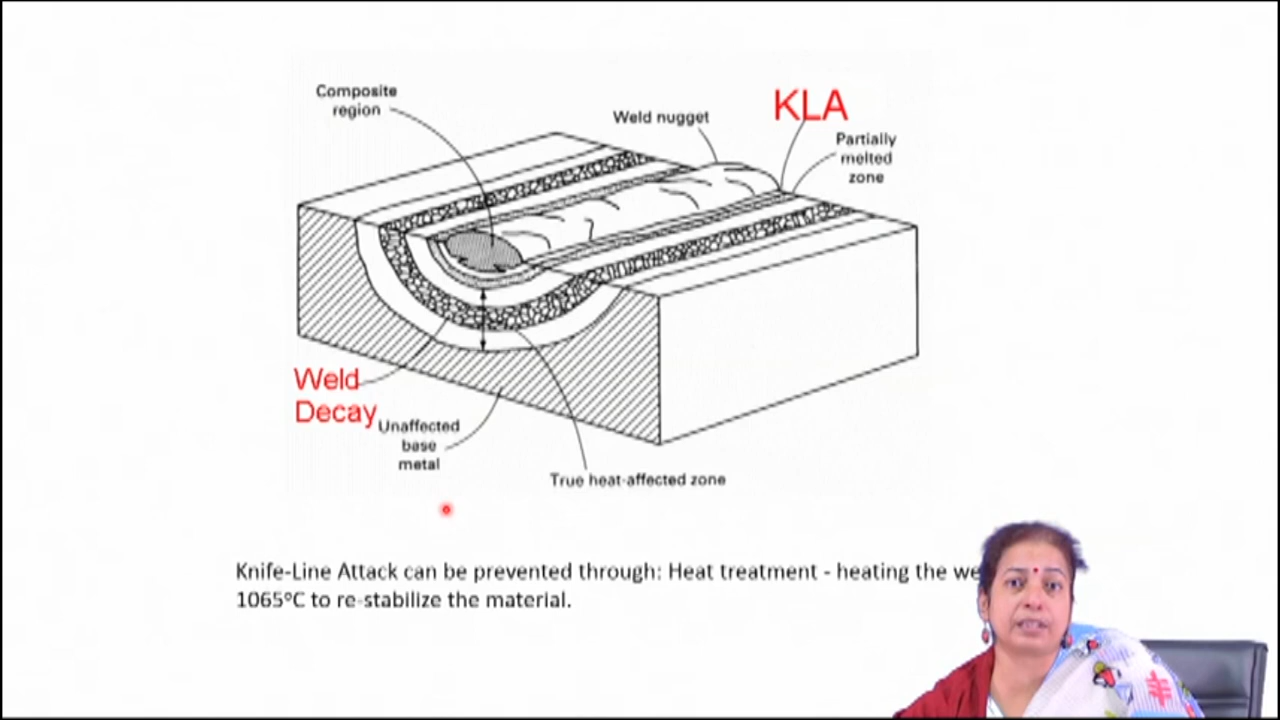 Composite
region
Weld nugget
KLA
Partially
melted
zone
Weld
Decay
Unaffected
base
metal
True heat-affected zone
Knife-Line Attack can be prevented through: Heat treatment - heating the
1065°C to re-stabilize the material.